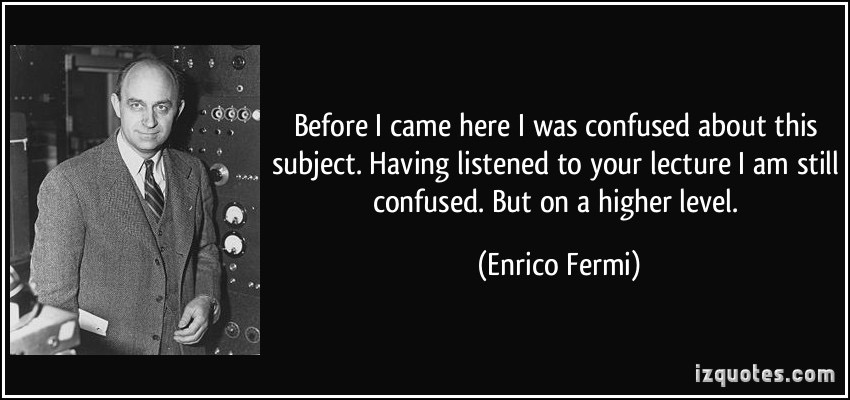 Before I came here I was confused about this
subject. Having listened to your lecture I am still
confused. But on a higher level.
(Enrico Fermi)
izquotes.com